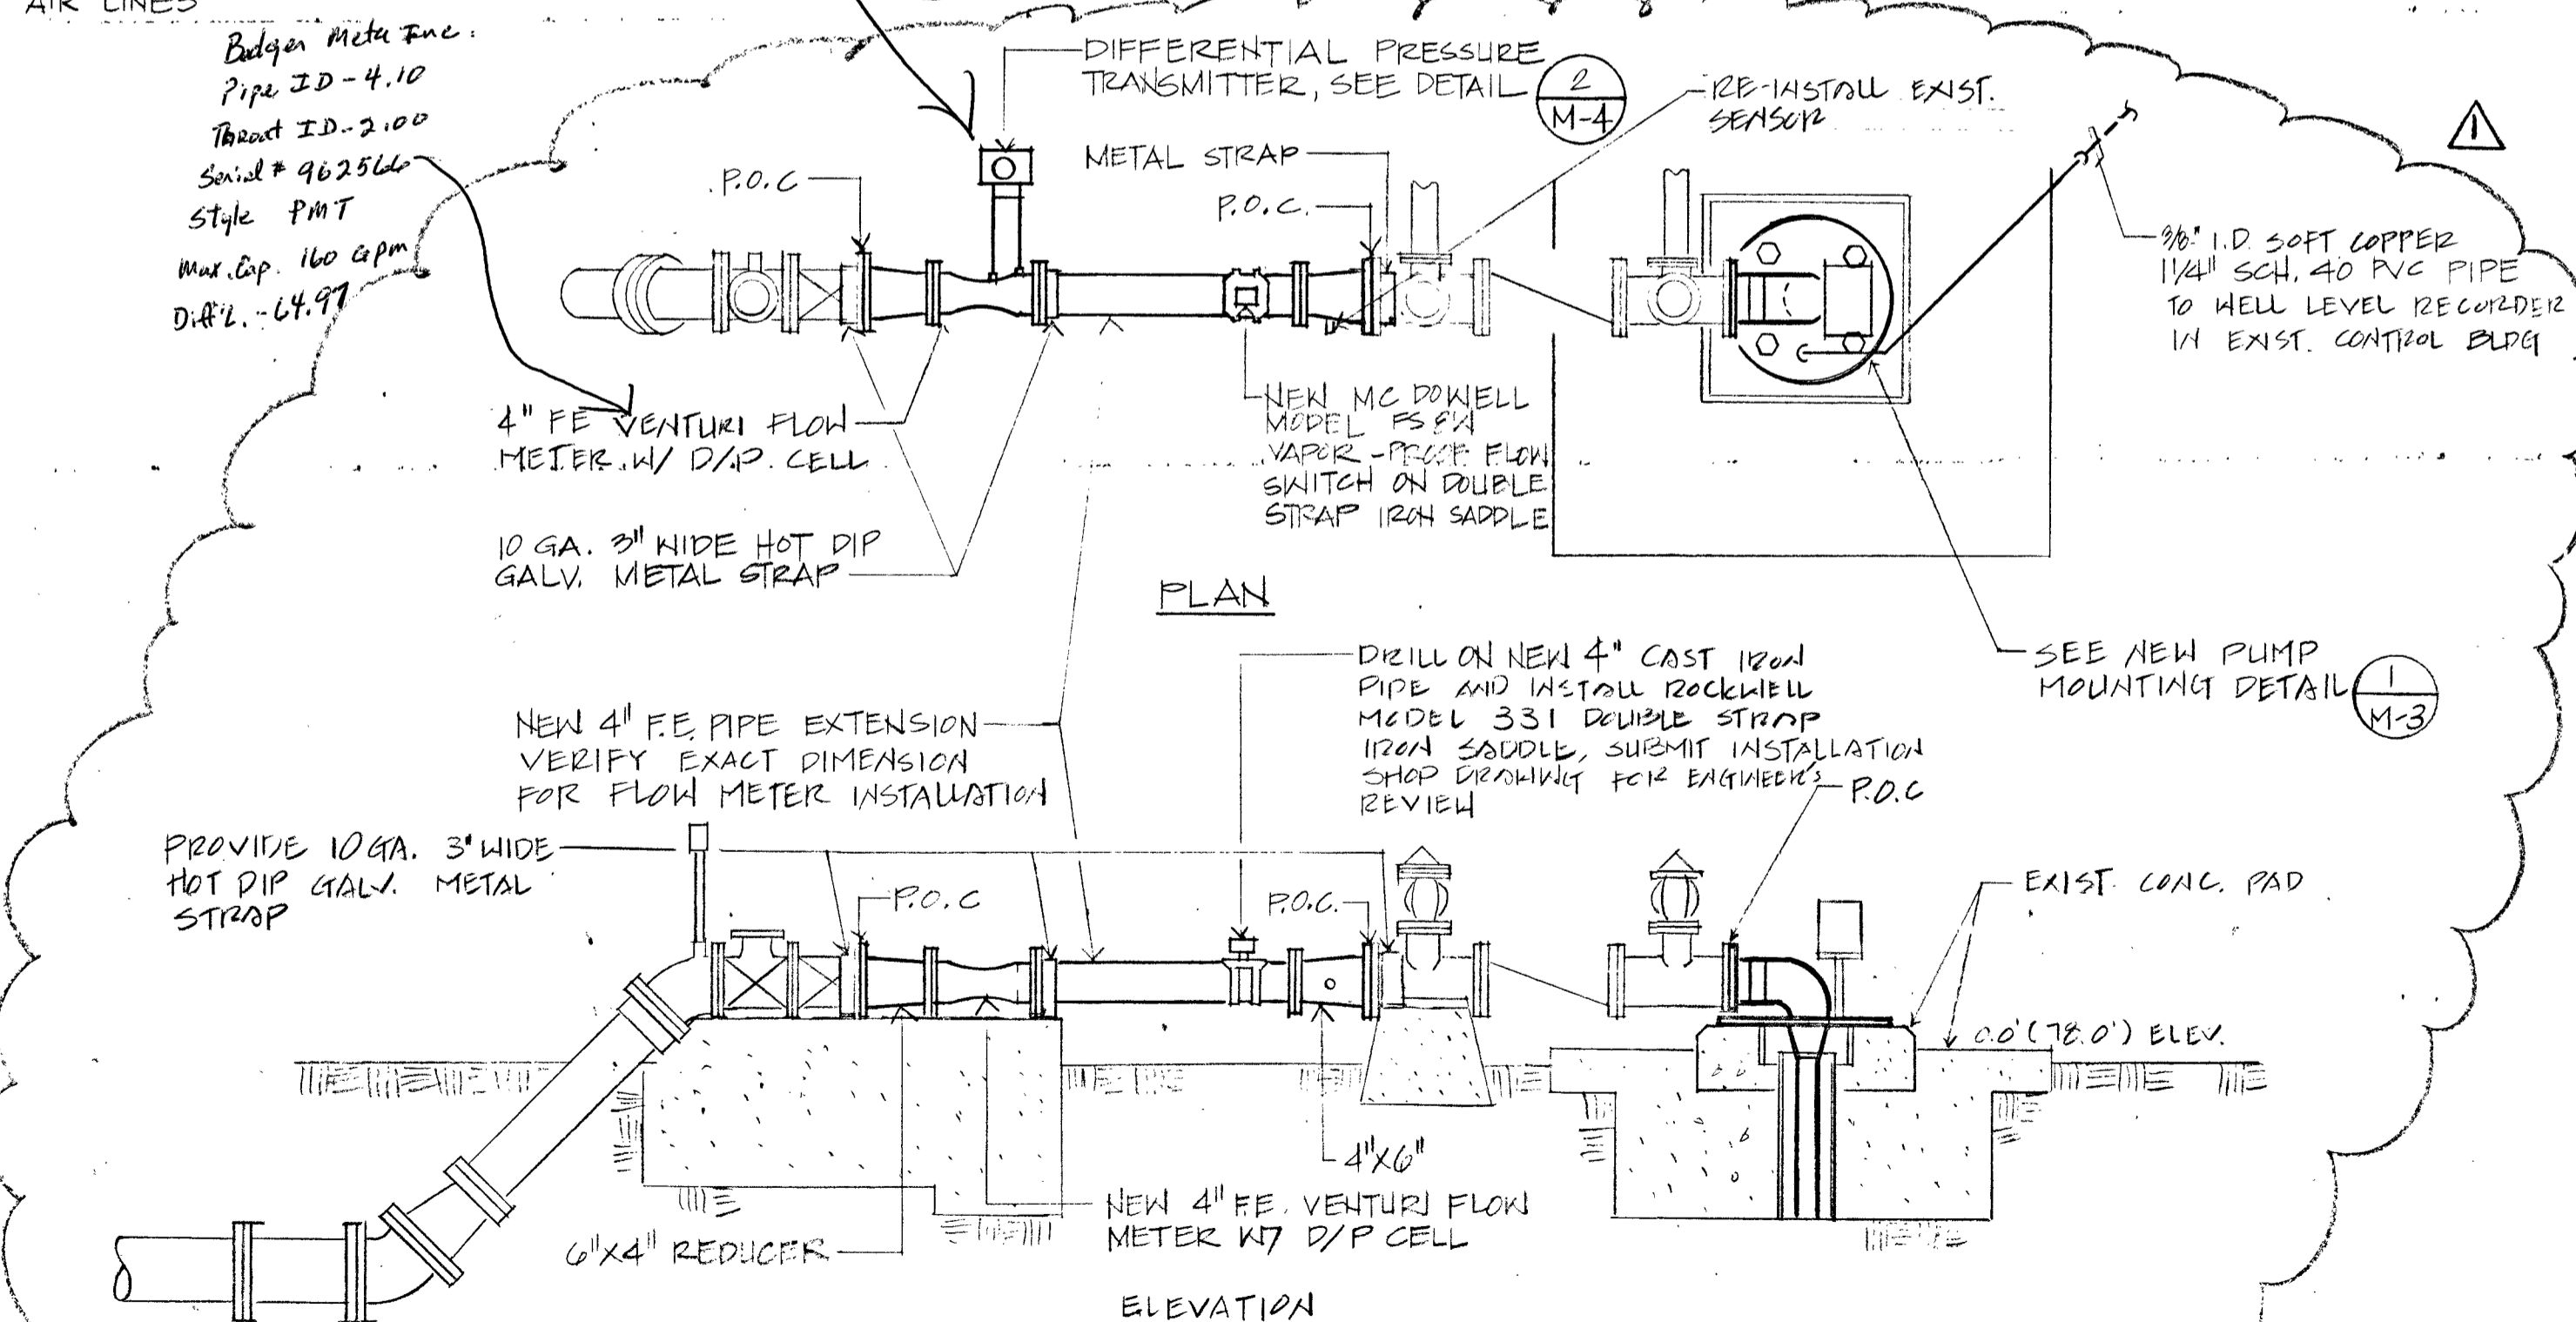 AIR LINES
Badger Meter Inc.
Pipe ID - 4.10
Throat ID - 2.00
Serial # 962566
Style PMT
Max. Cap. 160 GPM
Diff'l. - 64.97
DIFFERENTIAL PRESSURE
TRANSMITTER, SEE DETAIL
2
M-4
RE-INSTALL EXIST.
SENSOR
1
METAL STRAP
P.O.C
P.O.C.
3/8" I.D. SOFT COPPER
1 1/4" SCH. 40 PVC PIPE
TO WELL LEVEL RECORDER
IN EXIST. CONTROL BLDG
4" FE VENTURI FLOW
METER W/ D/P. CELL
NEW MC DOWELL
MODEL
VAPOR-PROOF FLOW
SWITCH ON DOUBLE
STRAP IRON SADDLE
10 GA. 3" WIDE HOT DIP
GALV. METAL STRAP
PLAN
SEE NEW PUMP
MOUNTING DETAIL
1
M-3
DRILL ON NEW 4" CAST IRON
PIPE AND INSTALL ROCKWELL
MODEL 331 DOUBLE STRAP
IRON SADDLE, SUBMIT INSTALLATION
SHOP DRAWING FOR ENGINEER'S
REVIEW
P.O.C
NEW 4" F.E. PIPE EXTENSION
VERIFY EXACT DIMENSION
FOR FLOW METER INSTALLATION
PROVIDE 10 GA. 3" WIDE
HOT DIP GALV. METAL
STRAP
P.O.C
P.O.C.
EXIST. CONC. PAD
0.0' (78.0') ELEV.
4"X6"
NEW 4" F.E. VENTURI FLOW
METER W/ D/P CELL
6"X4" REDUCER
ELEVATION